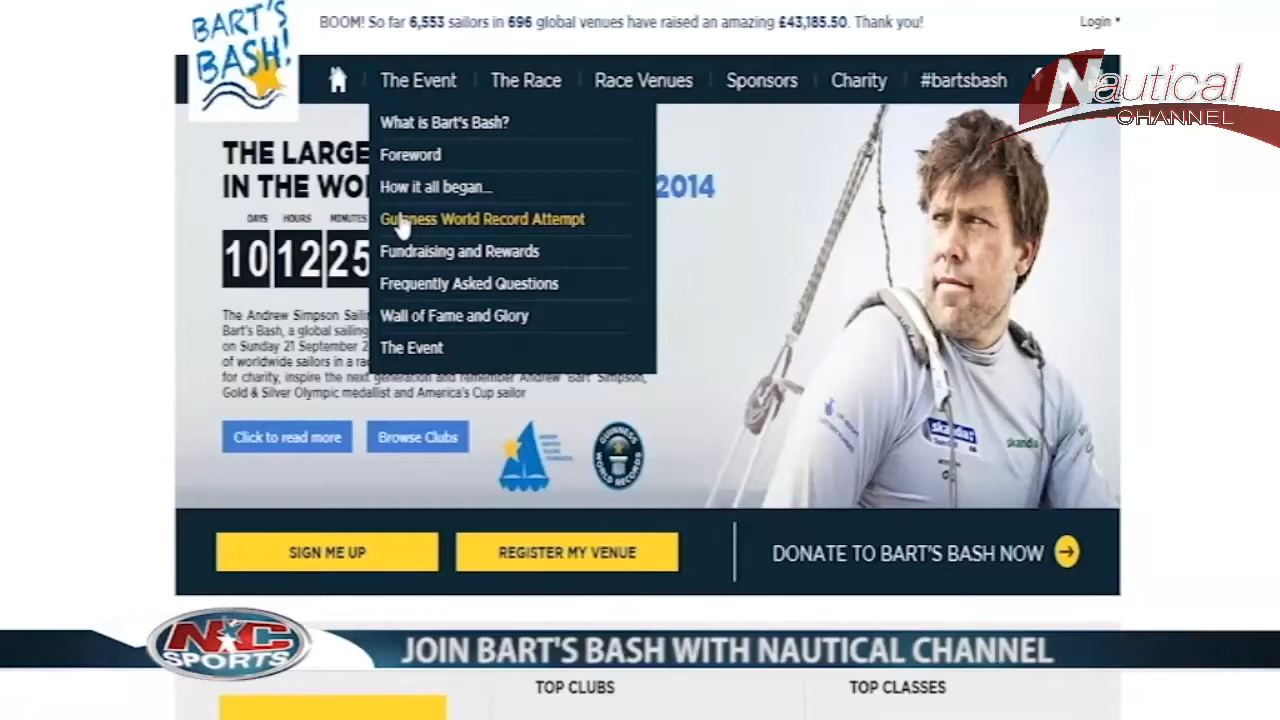 BART'S
BASH!
BOOM! So far 6,553 sailors in 696 global venues have raised an amazing £43,185.50. Thank you!
Login
The Event
The Race
Race Venues
Sponsors
Charity
#bartsbash
Nautical
CHANNEL
What is Bart's Bash?
Foreword
How it all began...
Guinness World Record Attempt
Fundraising and Rewards
Frequently Asked Questions
Wall of Fame and Glory
The Event
THE LARGE
IN THE WO
2014
DAYS HOURS MINUTES
10 12 25
The Andrew Simpson Saili
Bart's Bash, a global sailing
on Sunday 21 September 2
of worldwide sailors in a ra
for charity, inspire the next generation and remember Andrew 'Bart' Simpson,
Gold & Silver Olympic medallist and America's Cup sailor
Click to read more
Browse Clubs
GUINNESS
WORLD RECORDS
skandia:
skandia
SIGN ME UP
REGISTER MY VENUE
DONATE TO BART'S BASH NOW
NC
SPORTS
JOIN BART'S BASH WITH NAUTICAL CHANNEL
TOP CLUBS
TOP CLASSES